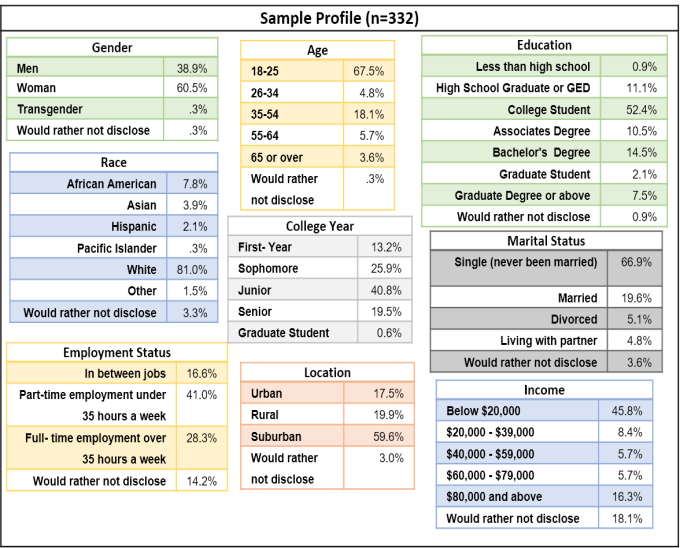 Sample Profile (n=332)
Gender
Men 38.9%
Woman 60.5%
Transgender .3%
Would rather not disclose .3%
Age
18-25 67.5%
26-34 4.8%
35-54 18.1%
55-64 5.7%
65 or over 3.6%
Would rather .3%
not disclose
Education
Less than high school 0.9%
High School Graduate or GED 11.1%
College Student 52.4%
Associates Degree 10.5%
Bachelor's Degree 14.5%
Graduate Student 2.1%
Graduate Degree or above 7.5%
Would rather not disclose 0.9%
Race
African American 7.8%
Asian 3.9%
Hispanic 2.1%
Pacific Islander .3%
White 81.0%
Other 1.5%
Would rather not disclose 3.3%
College Year
First- Year 13.2%
Sophomore 25.9%
Junior 40.8%
Senior 19.5%
Graduate Student 0.6%
Marital Status
Single (never been married) 66.9%
Married 19.6%
Divorced 5.1%
Living with partner 4.8%
Would rather not disclose 3.6%
Employment Status
In between jobs 16.6%
Part-time employment under 41.0%
35 hours a week
Full- time employment over 28.3%
35 hours a week
Would rather not disclose 14.2%
Location
Urban 17.5%
Rural 19.9%
Suburban 59.6%
Would rather 3.0%
not disclose
Income
Below $20,000 45.8%
$20,000 - $39,000 8.4%
$40,000 - $59,000 5.7%
$60,000 - $79,000 5.7%
$80,000 and above 16.3%
Would rather not disclose 18.1%